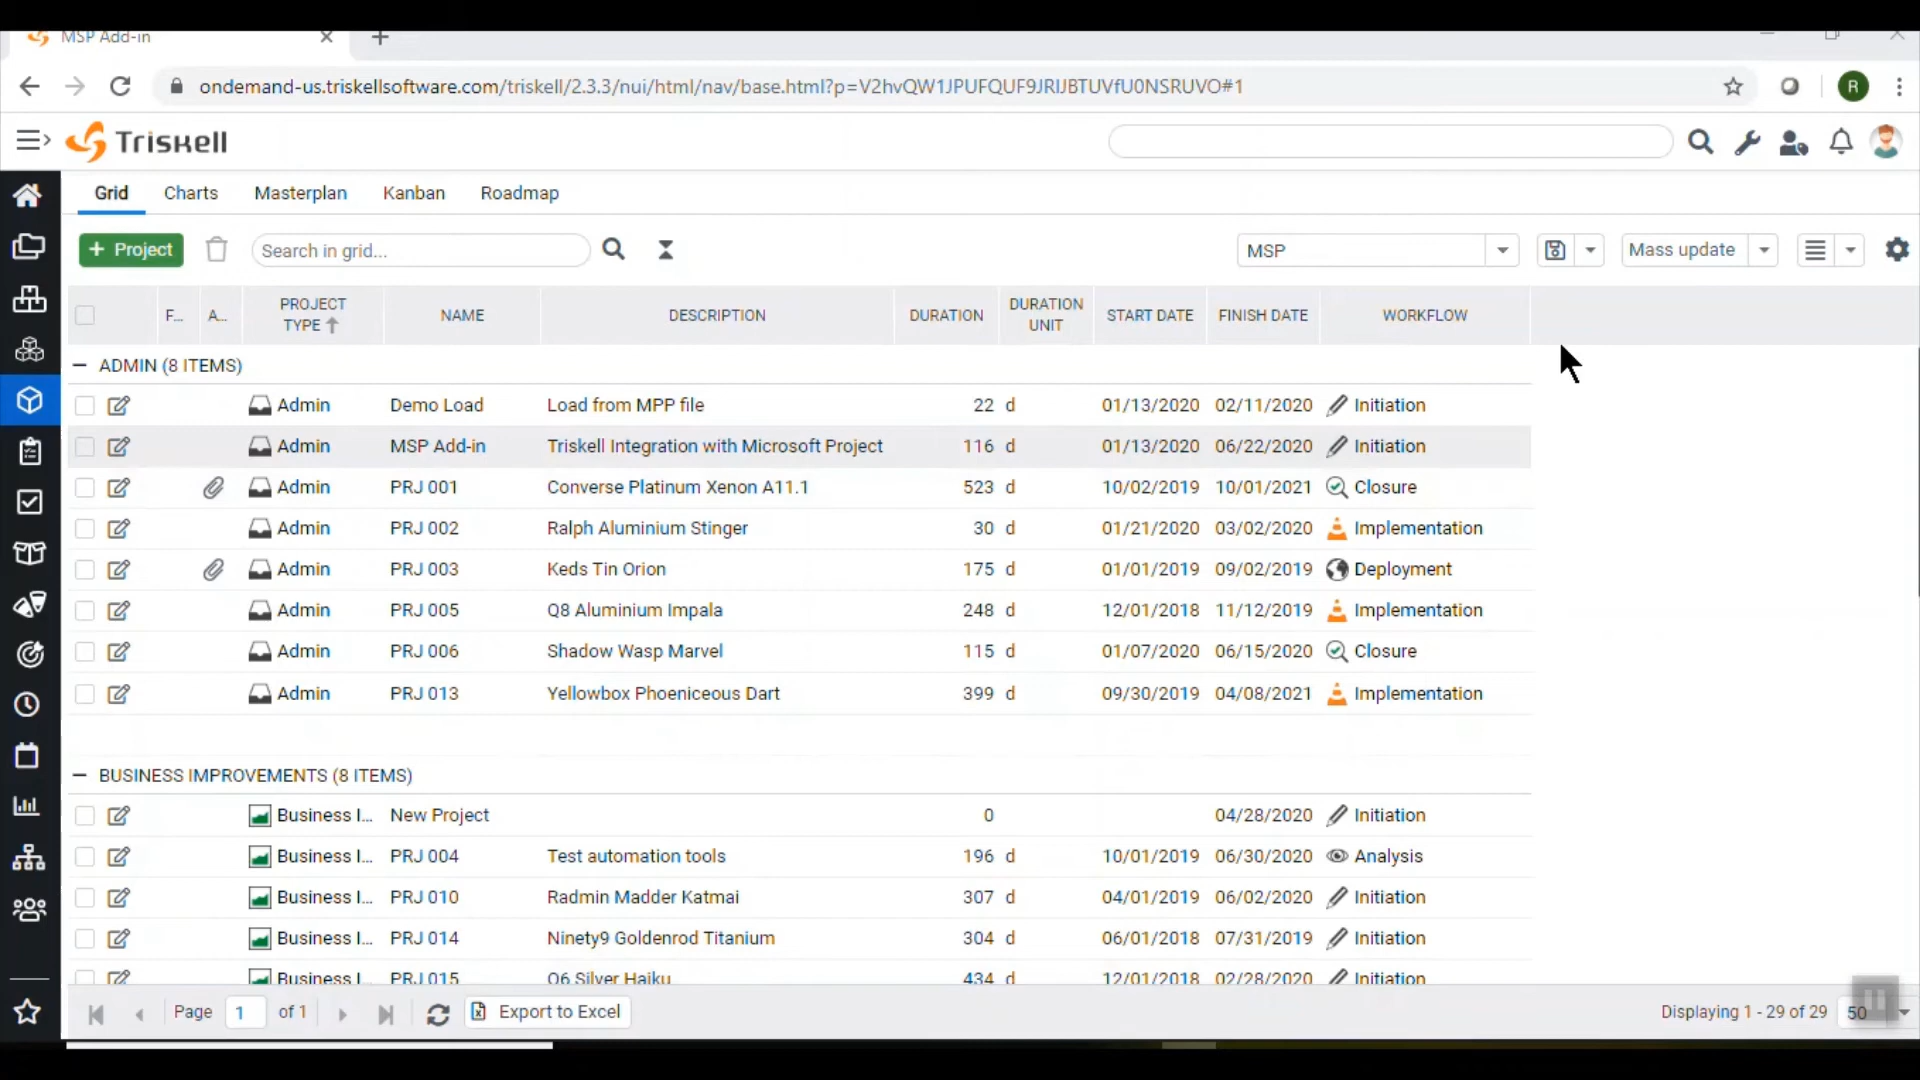 MSP Add-in
ondemand-us.triskellsoftware.com/triskell/2.3.3/nui/html/nav/base.html?p=V2hvQW1JPUFQUF9JRIJBTUVfU0NSRUVO#1
R
Triskell
Grid Charts Masterplan Kanban Roadmap
+ Project Search in grid... MSP Mass update
F... A... PROJECT TYPE NAME DESCRIPTION DURATION DURATION UNIT START DATE FINISH DATE WORKFLOW
ADMIN (8 ITEMS)
Admin Demo Load Load from MPP file 22 d 01/13/2020 02/11/2020 Initiation
Admin MSP Add-in Triskell Integration with Microsoft Project 116 d 01/13/2020 06/22/2020 Initiation
Admin PRJ 001 Converse Platinum Xenon A11.1 523 d 10/02/2019 10/01/2021 Closure
Admin PRJ 002 Ralph Aluminium Stinger 30 d 01/21/2020 03/02/2020 Implementation
Admin PRJ 003 Keds Tin Orion 175 d 01/01/2019 09/02/2019 Deployment
Admin PRJ 005 Q8 Aluminium Impala 248 d 12/01/2018 11/12/2019 Implementation
Admin PRJ 006 Shadow Wasp Marvel 115 d 01/07/2020 06/15/2020 Closure
Admin PRJ 013 Yellowbox Phoeniceous Dart 399 d 09/30/2019 04/08/2021 Implementation
BUSINESS IMPROVEMENTS (8 ITEMS)
Business I... New Project 0 04/28/2020 Initiation
Business I... PRJ 004 Test automation tools 196 d 10/01/2019 06/30/2020 Analysis
Business I... PRJ 010 Radmin Madder Katmai 307 d 04/01/2019 06/02/2020 Initiation
Business I... PRJ 014 Ninety9 Goldenrod Titanium 304 d 06/01/2018 07/31/2019 Initiation
Business I... PRJ 015 Q6 Silver Haiku 434 d 12/01/2018 02/28/2020 Initiation
Page 1 of 1 Export to Excel Displaying 1 - 29 of 29 50